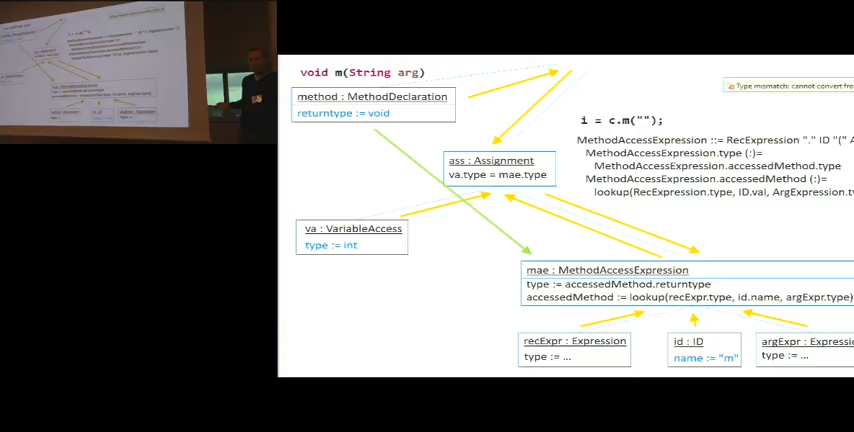 void m(String arg)
method : MethodDeclaration
returntype := void
Type mismatch: cannot convert from
i = c.m("");
MethodAccessExpression ::= RecExpression "." ID "(" A
MethodAccessExpression.type (:)=
MethodAccessExpression.accessedMethod.type
MethodAccessExpression.accessedMethod (:)=
lookup(RecExpression.type, ID.val, ArgExpression.ty
ass : Assignment
va.type = mae.type
va : VariableAccess
type := int
mae : MethodAccessExpression
type := accessedMethod.returntype
accessedMethod := lookup(recExpr.type, id.name, argExpr.type)
recExpr : Expression
type := ...
id : ID
name := "m"
argExpr : Expressi
type := ...